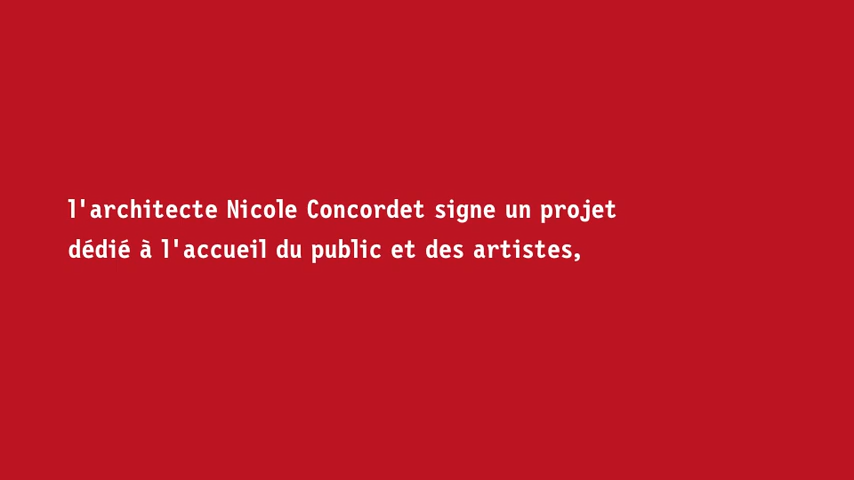 l'architecte Nicole Concordet signe un projet
dédié à l'accueil du public et des artistes,